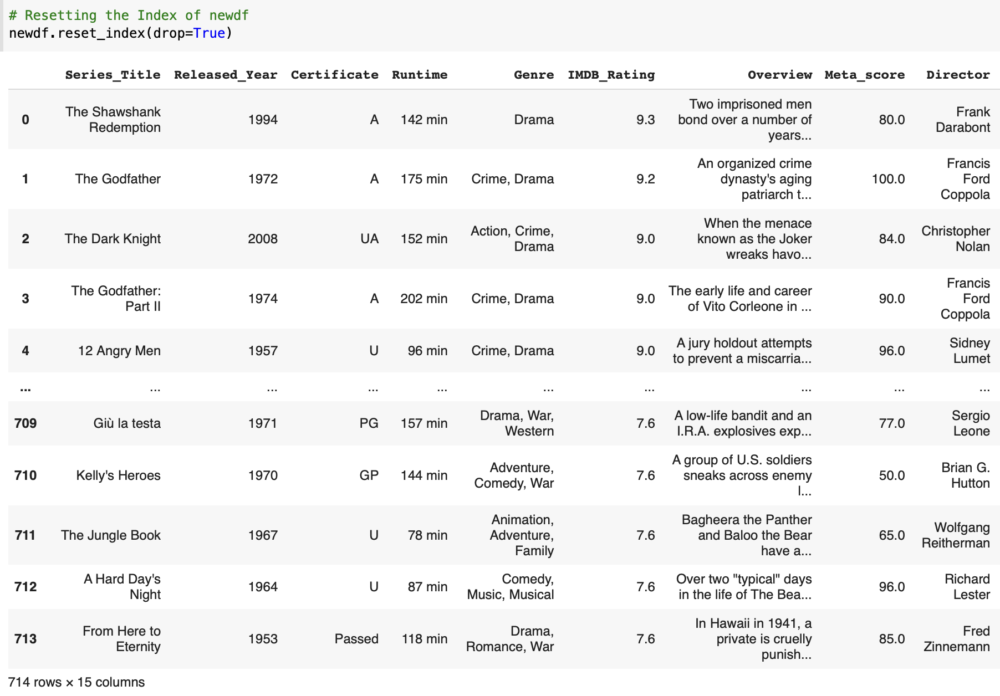 # Resetting the Index of newdf
newdf.reset_index(drop=True)
Series_Title Released_Year Certificate Runtime Genre IMDB_Rating Overview Meta_score Director
0 The Shawshank Redemption 1994 A 142 min Drama 9.3 Two imprisoned men bond over a number of years... 80.0 Frank Darabont
1 The Godfather 1972 A 175 min Crime, Drama 9.2 An organized crime dynasty's aging patriarch t... 100.0 Francis Ford Coppola
2 The Dark Knight 2008 UA 152 min Action, Crime, Drama 9.0 When the menace known as the Joker wreaks havo... 84.0 Christopher Nolan
3 The Godfather: Part II 1974 A 202 min Crime, Drama 9.0 The early life and career of Vito Corleone in ... 90.0 Francis Ford Coppola
4 12 Angry Men 1957 U 96 min Crime, Drama 9.0 A jury holdout attempts to prevent a miscarria... 96.0 Sidney Lumet
... ... ... ... ... ... ... ... ... ...
709 Giù la testa 1971 PG 157 min Drama, War, Western 7.6 A low-life bandit and an I.R.A. explosives exp... 77.0 Sergio Leone
710 Kelly's Heroes 1970 GP 144 min Adventure, Comedy, War 7.6 A group of U.S. soldiers sneaks across enemy l... 50.0 Brian G. Hutton
711 The Jungle Book 1967 U 78 min Animation, Adventure, Family 7.6 Bagheera the Panther and Baloo the Bear have a... 65.0 Wolfgang Reitherman
712 A Hard Day's Night 1964 U 87 min Comedy, Music, Musical 7.6 Over two "typical" days in the life of The Bea... 96.0 Richard Lester
713 From Here to Eternity 1953 Passed 118 min Drama, Romance, War 7.6 In Hawaii in 1941, a private is cruelly punish... 85.0 Fred Zinnemann
714 rows × 15 columns